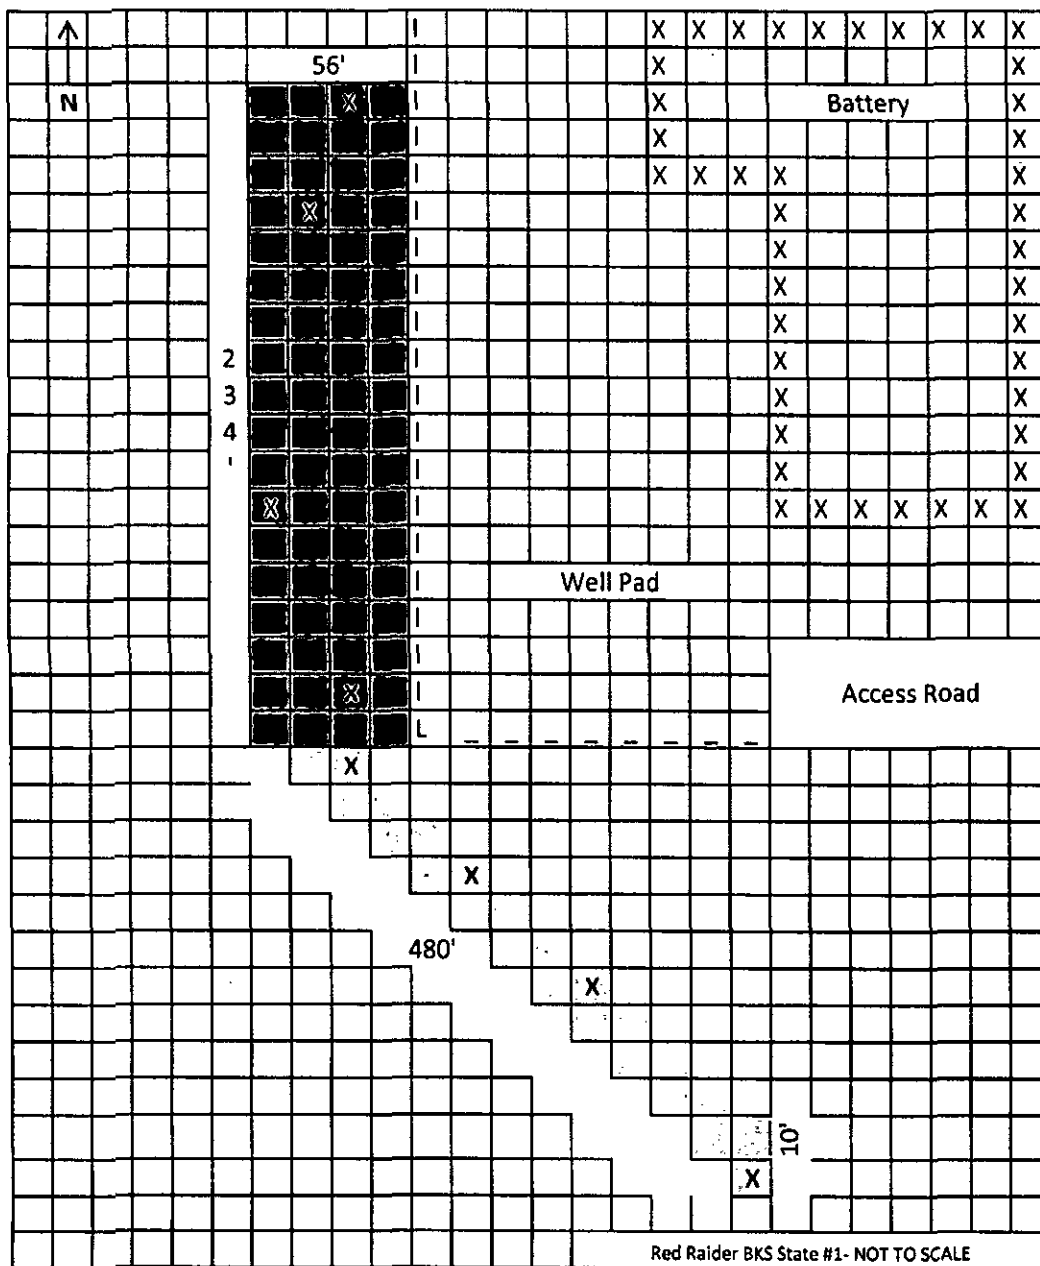 X X X X X X X X X X
56'
X X
N
X
X Battery X
X
X X X X X
X X
X
X
X
X X
2 X X
3 X X
4 X X
' X X
X
X X X X X X X
Well Pad
Access Road
X
L
X
X
480'
X
10'
X
Red Raider BKS State #1- NOT TO SCALE